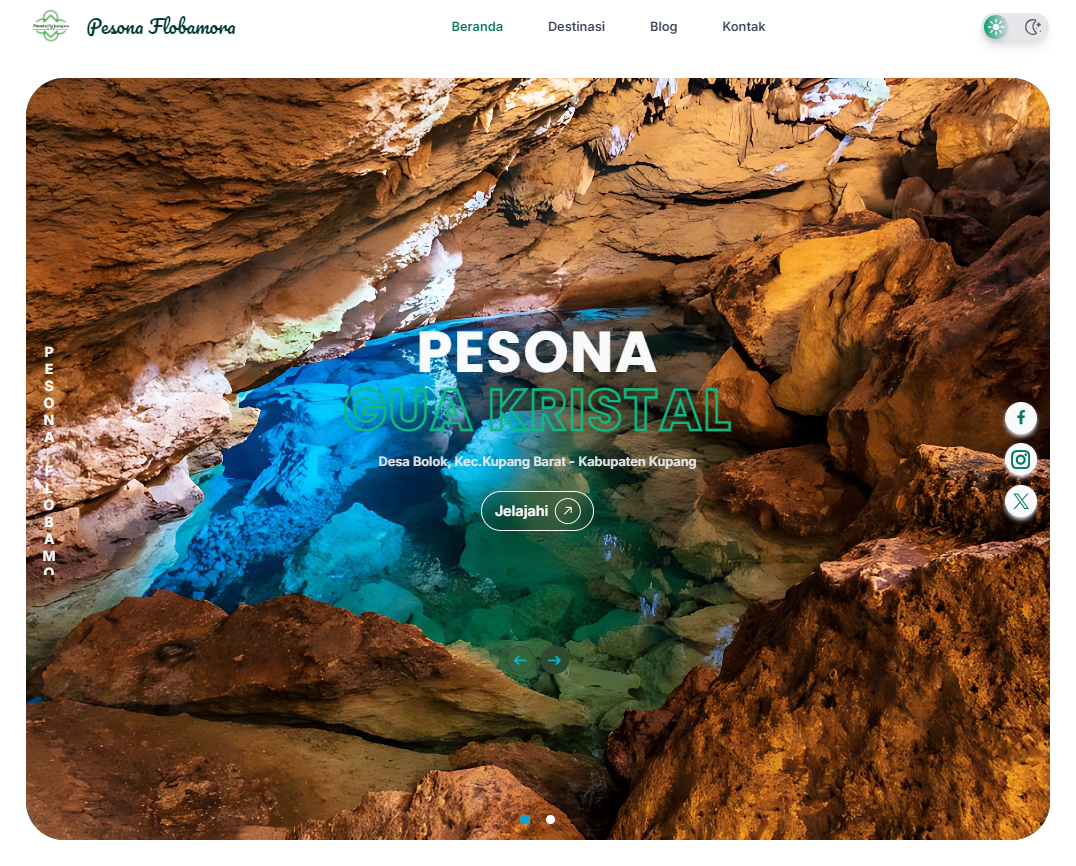 Pesona Flobamora
Beranda
Destinasi
Blog
Kontak
PESONA
GUA KRISTAL
Desa Bolok, Kec.Kupang Barat - Kabupaten Kupang
Jelajahi
PESONA FLOBAMO